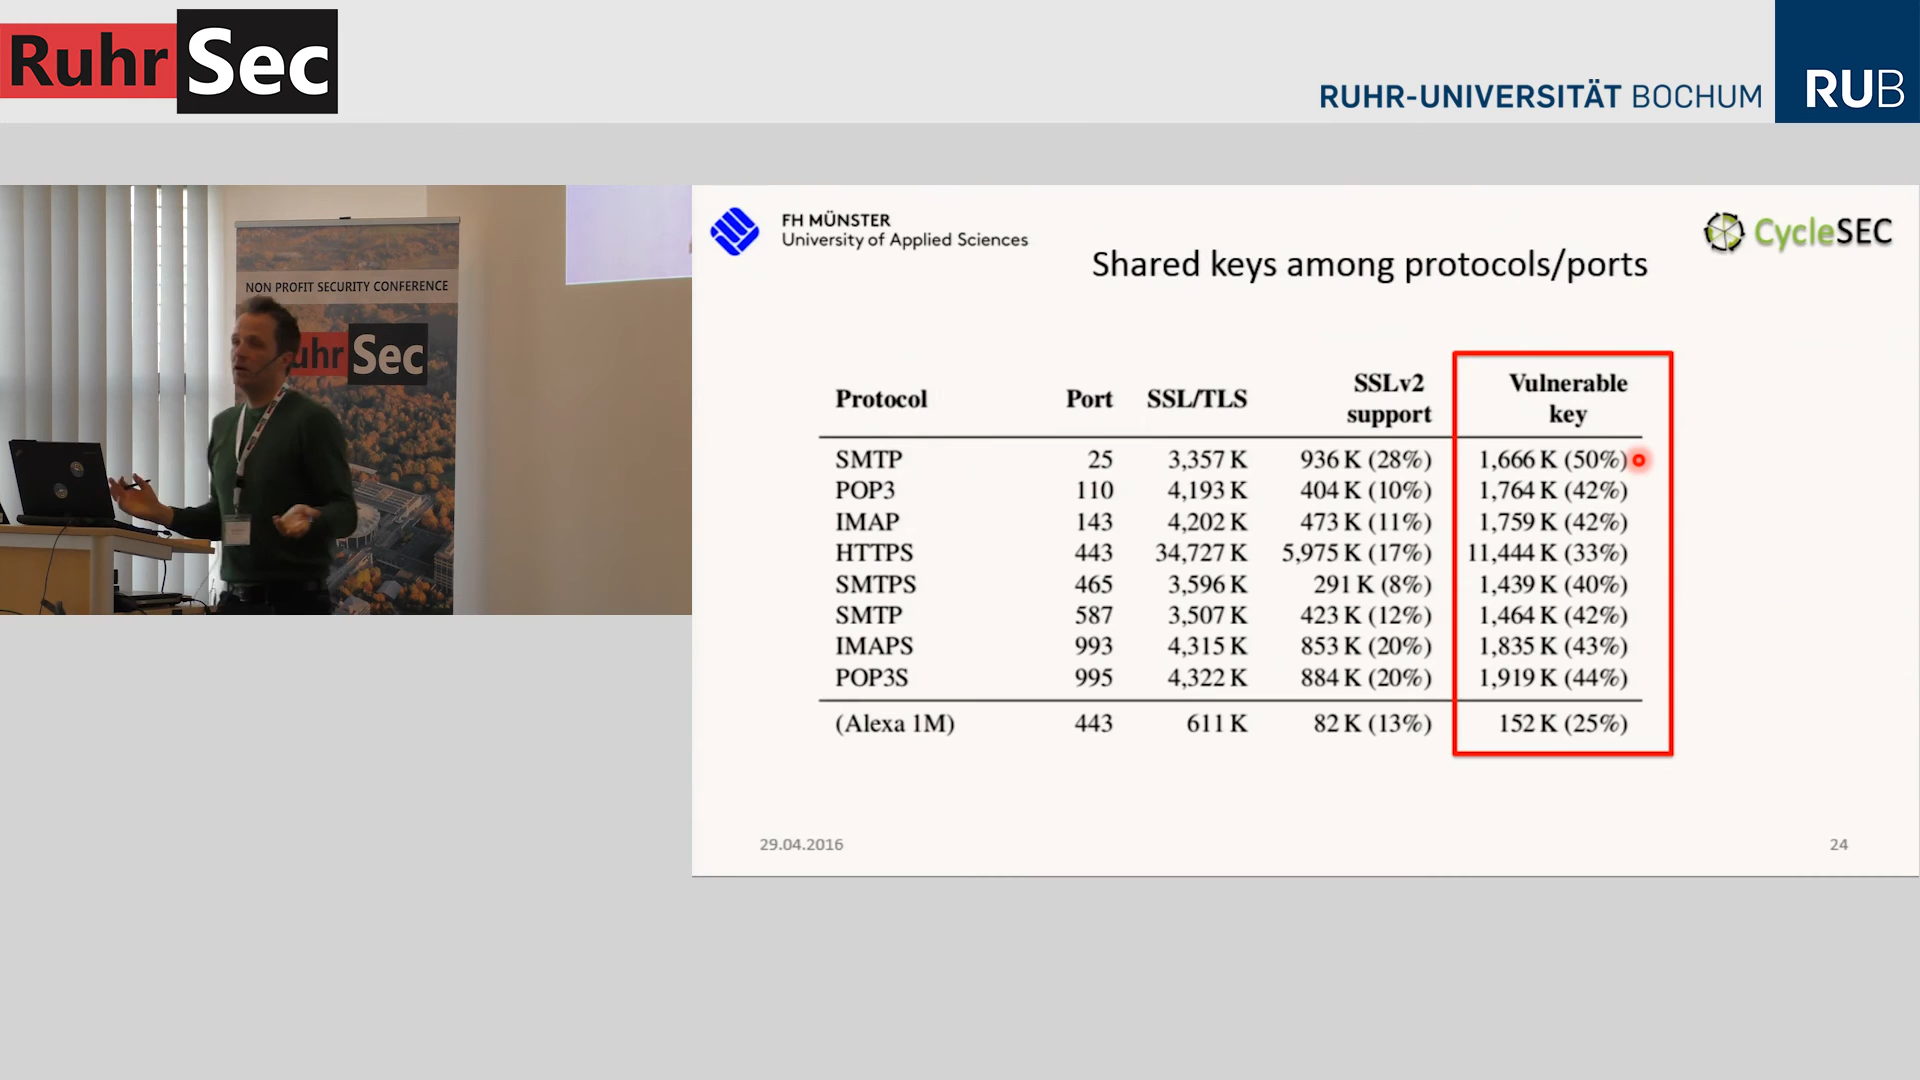 RuhrSec
RUHR-UNIVERSITÄT BOCHUM
RUB
NON PROFIT SECURITY CONFERENCE
uhrSec
FH MÜNSTER
University of Applied Sciences
CycleSEC
Shared keys among protocols/ports
Protocol Port SSL/TLS SSLv2 support Vulnerable key
SMTP 25 3,357 K 936 K (28%) 1,666 K (50%)
POP3 110 4,193 K 404 K (10%) 1,764 K (42%)
IMAP 143 4,202 K 473 K (11%) 1,759 K (42%)
HTTPS 443 34,727 K 5,975 K (17%) 11,444 K (33%)
SMTPS 465 3,596 K 291 K (8%) 1,439 K (40%)
SMTP 587 3,507 K 423 K (12%) 1,464 K (42%)
IMAPS 993 4,315 K 853 K (20%) 1,835 K (43%)
POP3S 995 4,322 K 884 K (20%) 1,919 K (44%)
(Alexa 1M) 443 611 K 82 K (13%) 152 K (25%)
29.04.2016
24